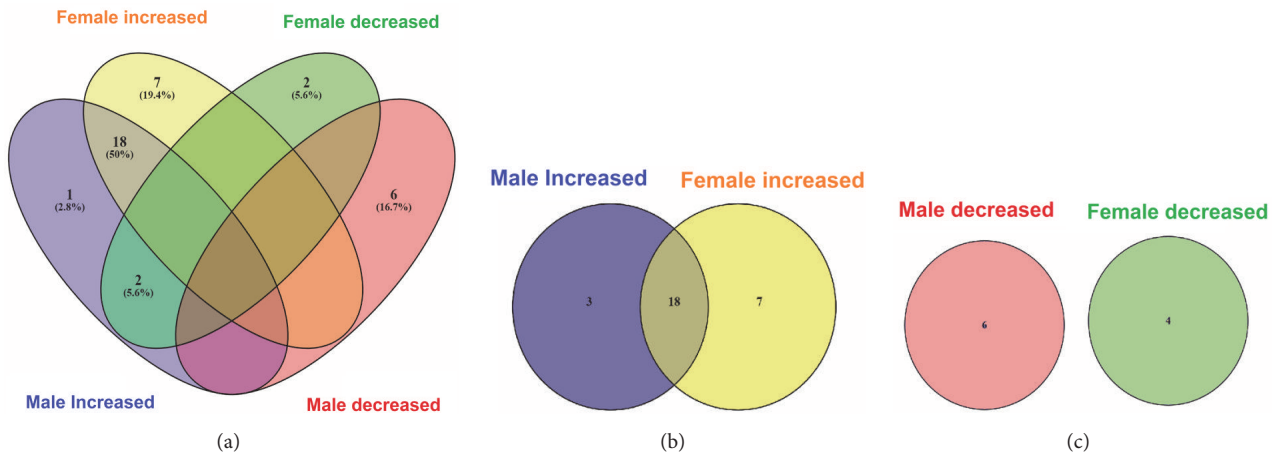 Female increased
Female decreased
7
(19.4%)
2
(5.6%)
18
(50%)
1
(2.8%)
6
(16.7%)
2
(5.6%)
Male Increased
Male decreased
(a)
Male Increased
Female increased
3
18
7
(b)
Male decreased
Female decreased
6
4
(c)